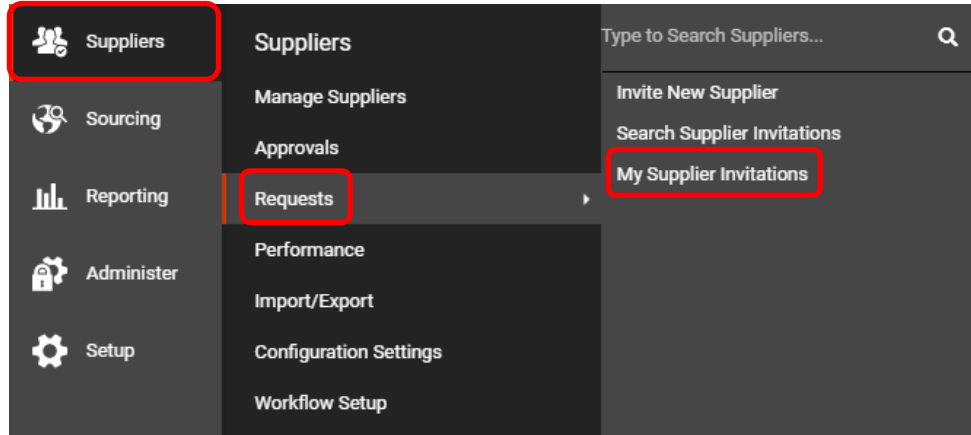 Suppliers
Sourcing
Reporting
Administer
Setup
Suppliers
Manage Suppliers
Approvals
Requests
Performance
Import/Export
Configuration Settings
Workflow Setup
Type to Search Suppliers...
Invite New Supplier
Search Supplier Invitations
My Supplier Invitations